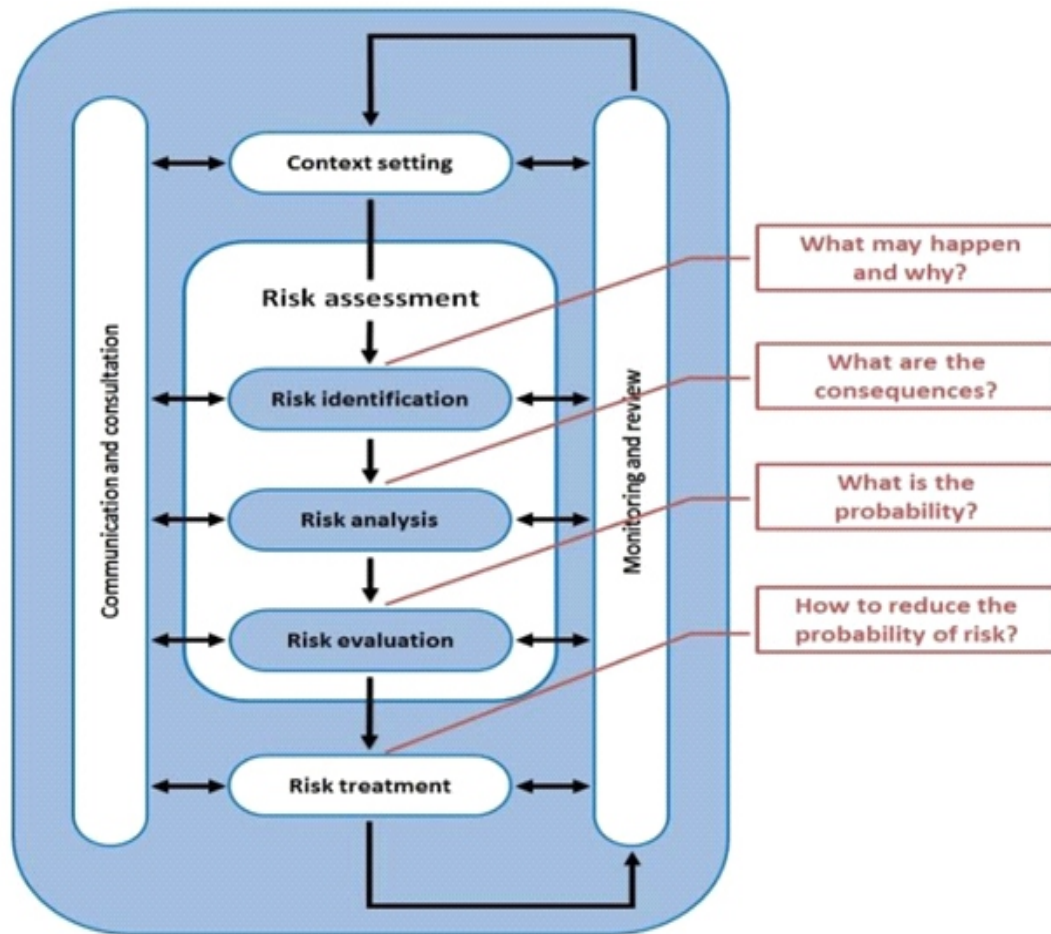 Context setting
Risk assessment
Risk identification
Risk analysis
Risk evaluation
Risk treatment
Communication and consultation
Monitoring and review
What may happen
and why?
What are the
consequences?
What is the
probability?
How to reduce the
probability of risk?